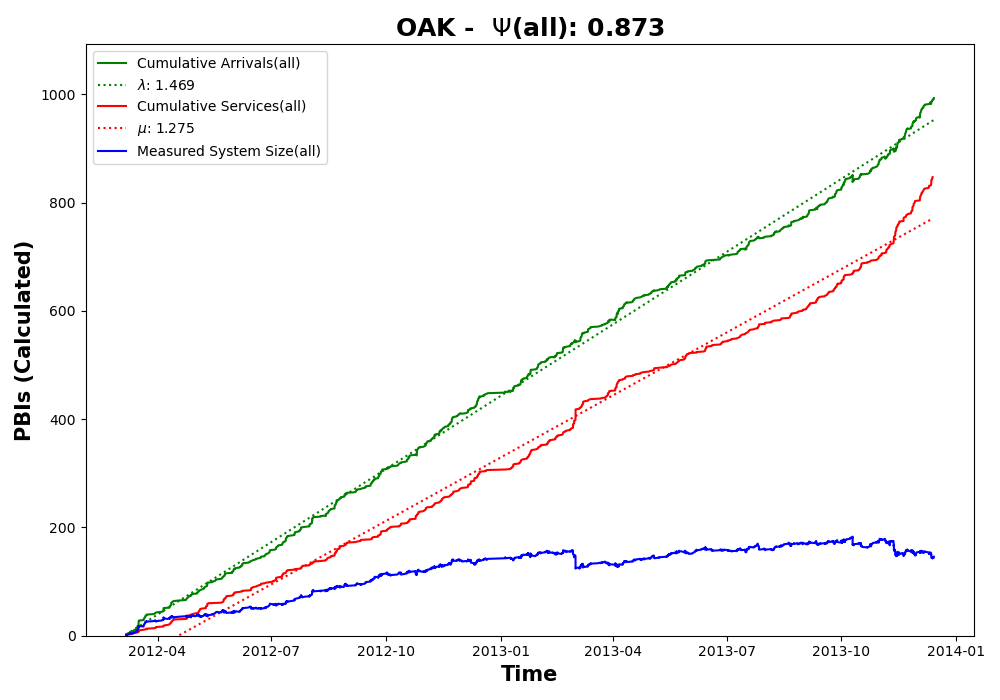 OAK - Ψ(all): 0.873
Cumulative Arrivals(all)
λ: 1.469
Cumulative Services(all)
μ: 1.275
Measured System Size(all)
PBIs (Calculated)
1000
800
600
400
200
0
2012-04 2012-07 2012-10 2013-01 2013-04 2013-07 2013-10 2014-01
Time